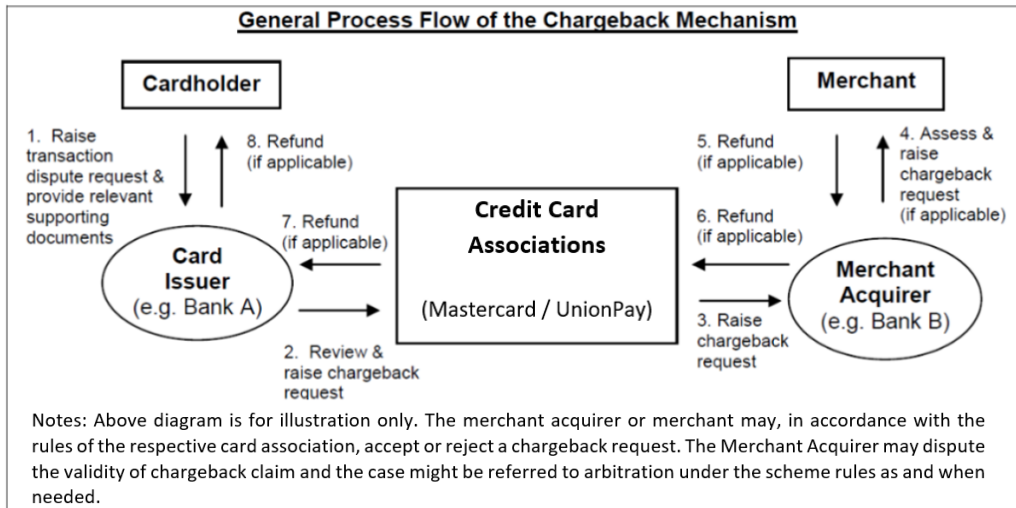 General Process Flow of the Chargeback Mechanism
Cardholder
Merchant
1. Raise
transaction
dispute request &
provide relevant
supporting
documents
8. Refund
(if applicable)
5. Refund
(if applicable)
4. Assess &
raise
chargeback
request
(if applicable)
Credit Card
Associations
(Mastercard / UnionPay)
7. Refund
(if applicable)
6. Refund
(if applicable)
Card
Issuer
(e.g. Bank A)
Merchant
Acquirer
(e.g. Bank B)
2. Review &
raise chargeback
request
3. Raise
chargeback
request
Notes: Above diagram is for illustration only. The merchant acquirer or merchant may, in accordance with the
rules of the respective card association, accept or reject a chargeback request. The Merchant Acquirer may dispute
the validity of chargeback claim and the case might be referred to arbitration under the scheme rules as and when
needed.